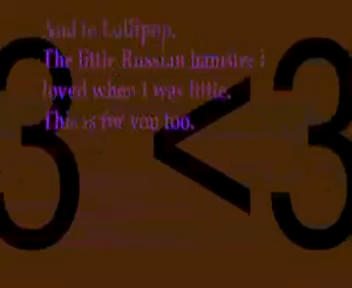 And to Lollipop.
The little Russian hamster I
loved when I was little.
This is for you too.
3 <3